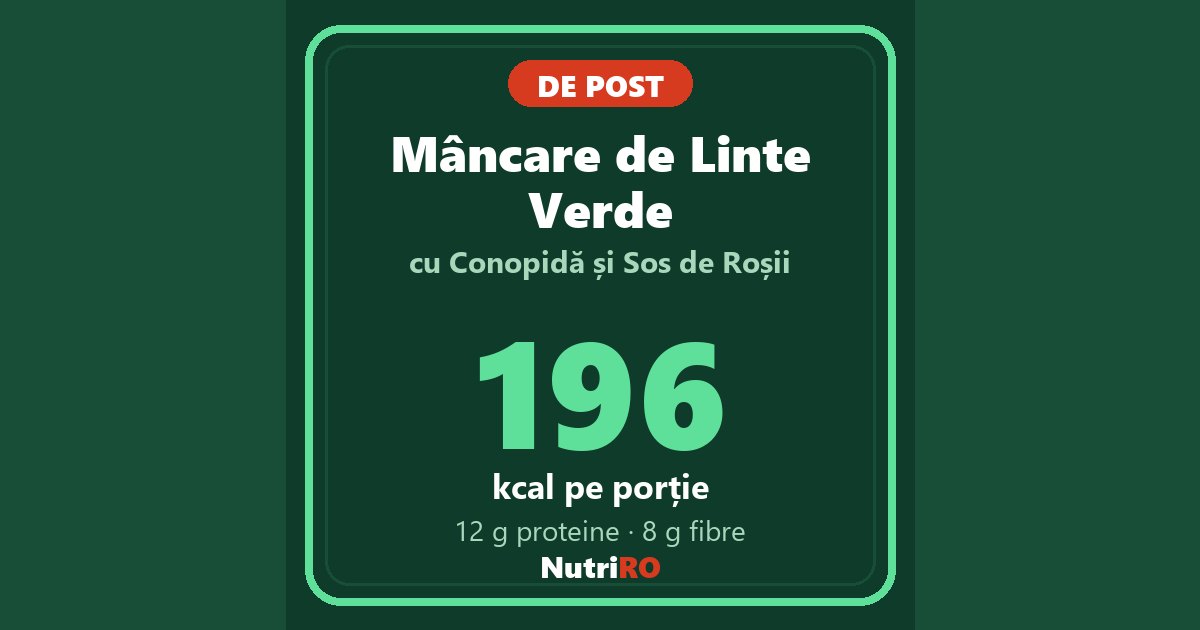 DE POST
Mâncare de Linte
Verde
cu Conopidă și Sos de Roșii
196
kcal pe porție
12 g proteine · 8 g fibre
NutriRO